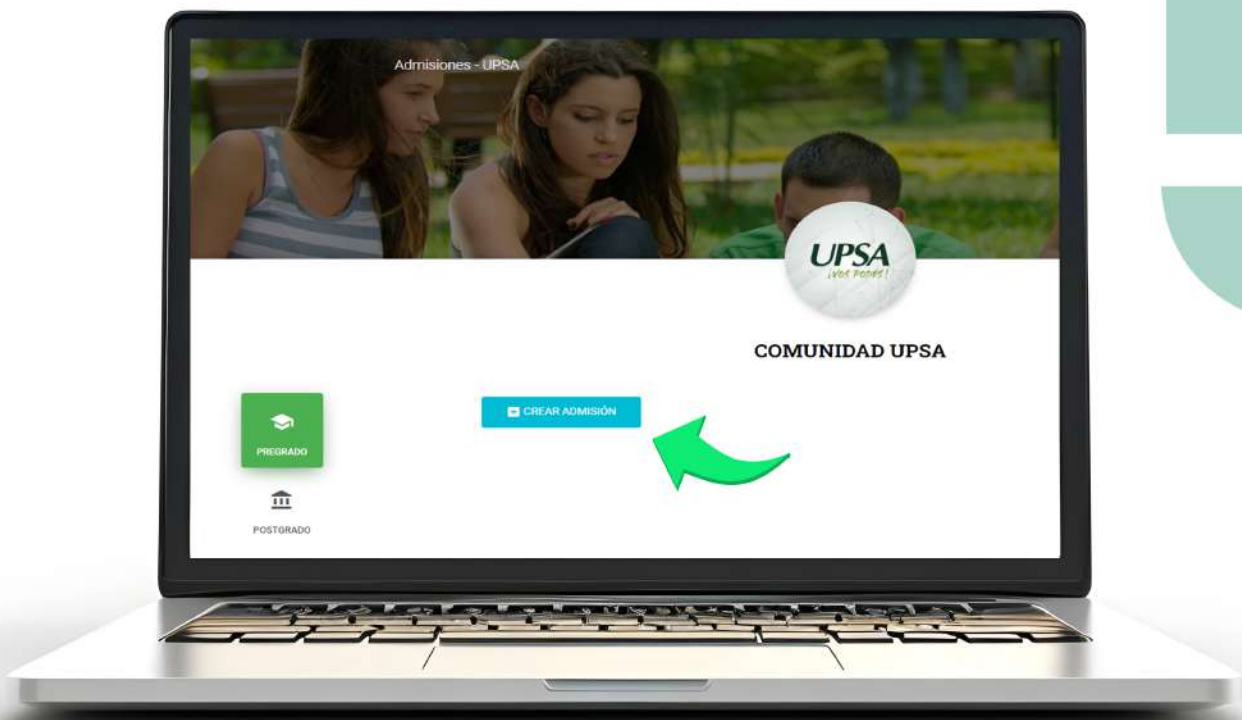 Admisiones - UPSA
UPSA
¡VOS PODÉS!
COMUNIDAD UPSA
CREAR ADMISIÓN
PREGRADO
POSTGRADO